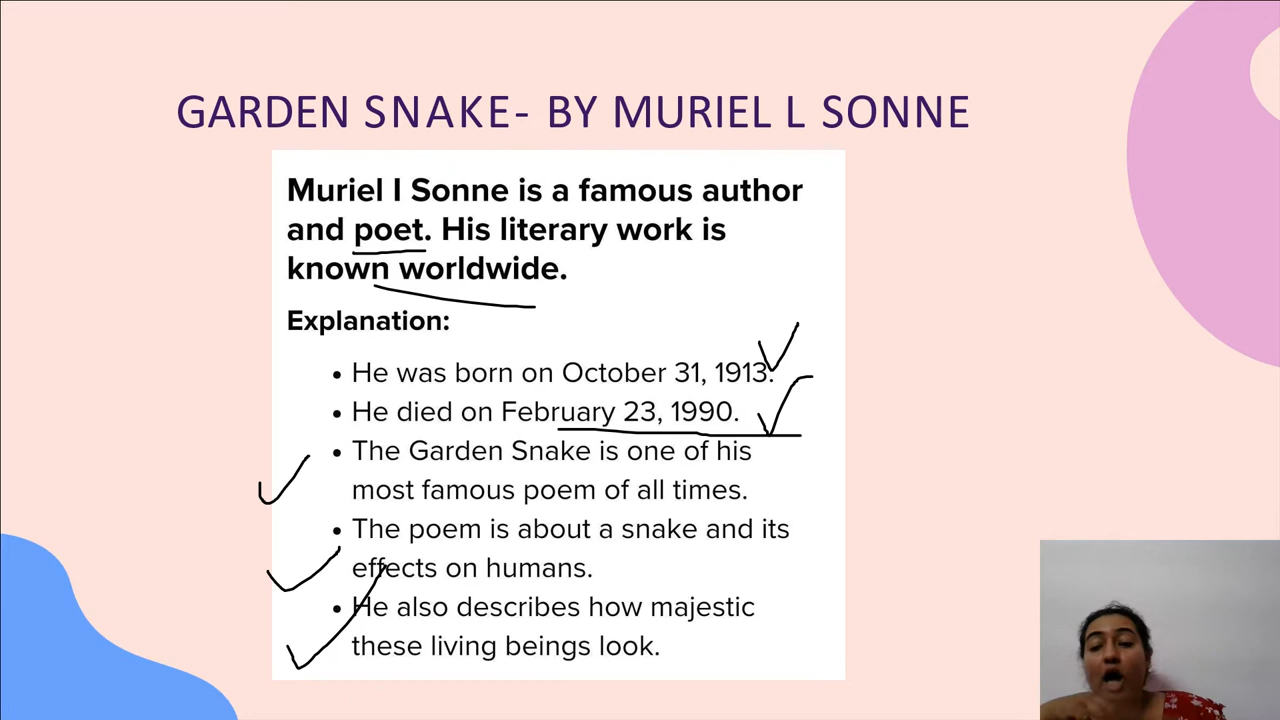 GARDEN SNAKE- BY MURIEL L SONNE
Muriel l Sonne is a famous author
and poet. His literary work is
known worldwide.
Explanation:
• He was born on October 31, 1913.
• He died on February 23, 1990.
• The Garden Snake is one of his
most famous poem of all times.
• The poem is about a snake and its
effects on humans.
• He also describes how majestic
these living beings look.